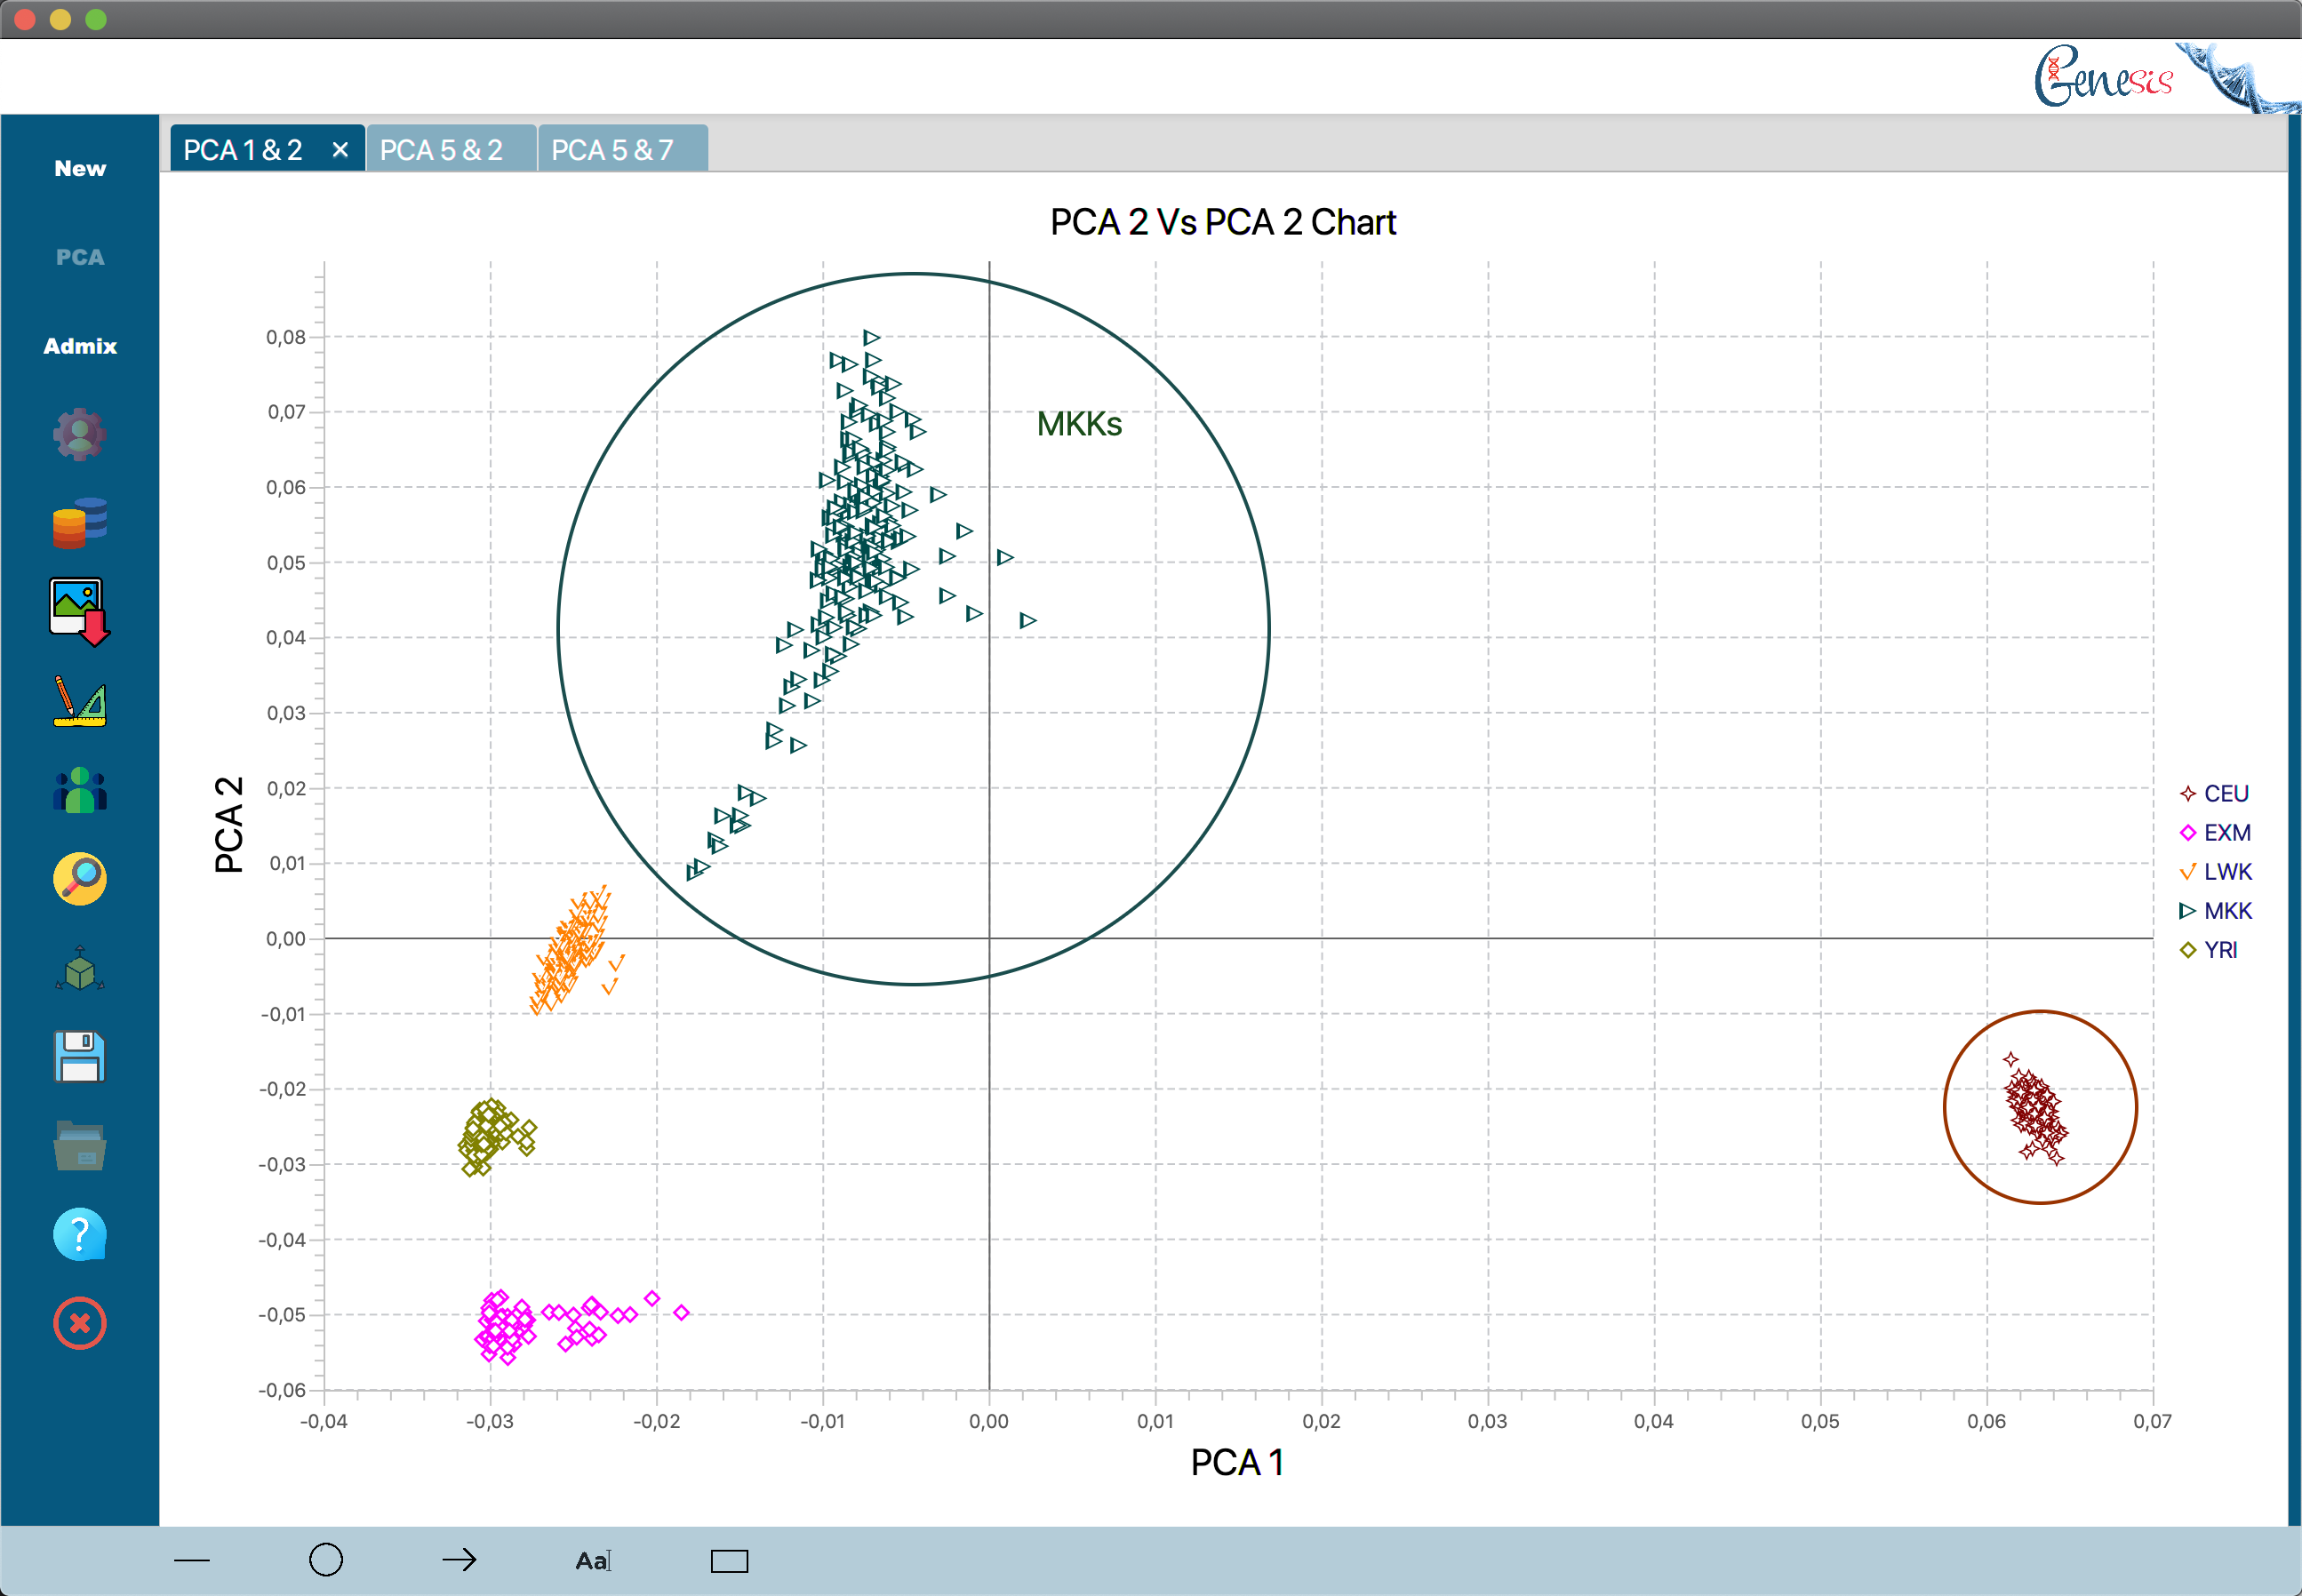 Genesis
New
PCA
Admix
PCA 1 & 2 ×
PCA 5 & 2
PCA 5 & 7
PCA 2 Vs PCA 2 Chart
MKKs
0,08
0,07
0,06
0,05
0,04
0,03
0,02
0,01
0,00
-0,01
-0,02
-0,03
-0,04
-0,05
-0,06
PCA 2
-0,04
-0,03
-0,02
-0,01
0,00
0,01
0,02
0,03
0,04
0,05
0,06
0,07
PCA 1
CEU
EXM
LWK
MKK
YRI
?
Aa